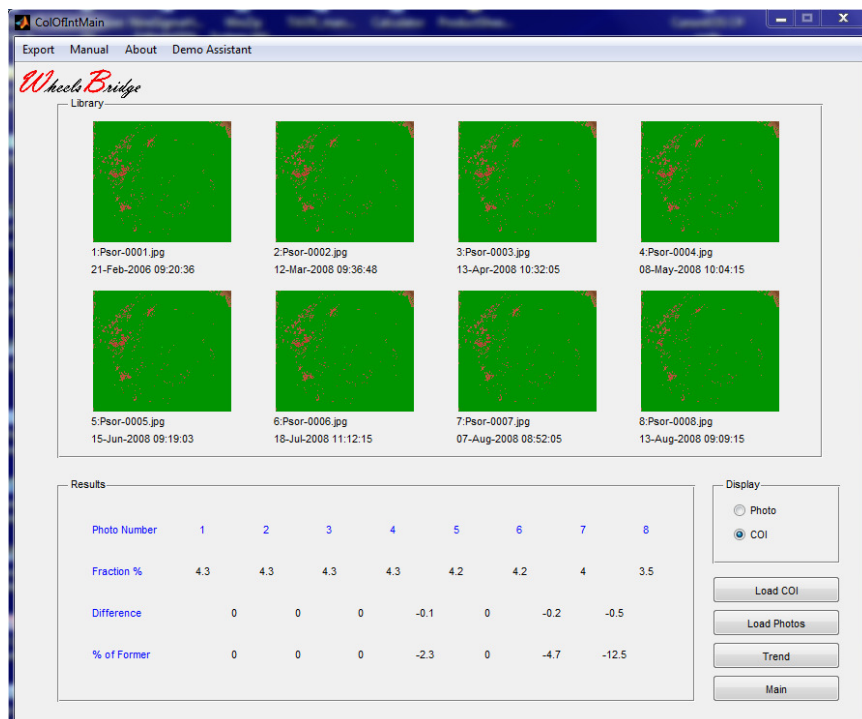 ColOfIntMain
Export Manual About Demo Assistant
WheelsBridge
Library
1:Psor-0001.jpg 2:Psor-0002.jpg 3:Psor-0003.jpg 4:Psor-0004.jpg
21-Feb-2006 09:20:36 12-Mar-2008 09:36:48 13-Apr-2008 10:32:05 08-May-2008 10:04:15
5:Psor-0005.jpg 6:Psor-0006.jpg 7:Psor-0007.jpg 8:Psor-0008.jpg
15-Jun-2008 09:19:03 18-Jul-2008 11:12:15 07-Aug-2008 08:52:05 13-Aug-2008 09:09:15
Results
Photo Number 1 2 3 4 5 6 7 8
Fraction % 4.3 4.3 4.3 4.3 4.2 4.2 4 3.5
Difference 0 0 0 -0.1 0 -0.2 -0.5
% of Former 0 0 0 -2.3 0 -4.7 -12.5
Display
Photo
COI
Load COI
Load Photos
Trend
Main